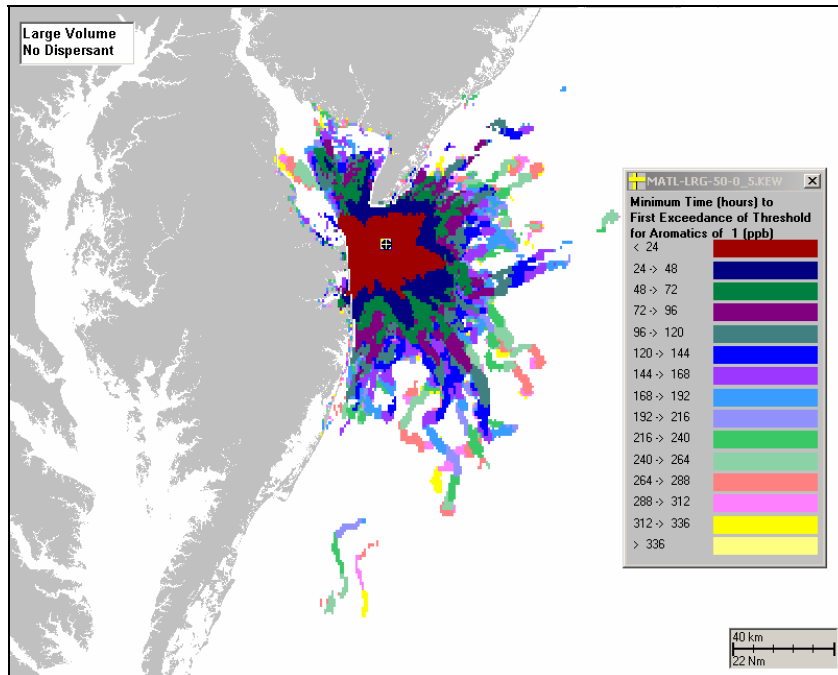 Large Volume
No Dispersant
MATL-LRG-50-0_5.KEW
Minimum Time (hours) to
First Exceedance of Threshold
for Aromatics of 1 (ppb)
< 24
24 -> 48
48 -> 72
72 -> 96
96 -> 120
120 -> 144
144 -> 168
168 -> 192
192 -> 216
216 -> 240
240 -> 264
264 -> 288
288 -> 312
312 -> 336
> 336
40 km
22 Nm